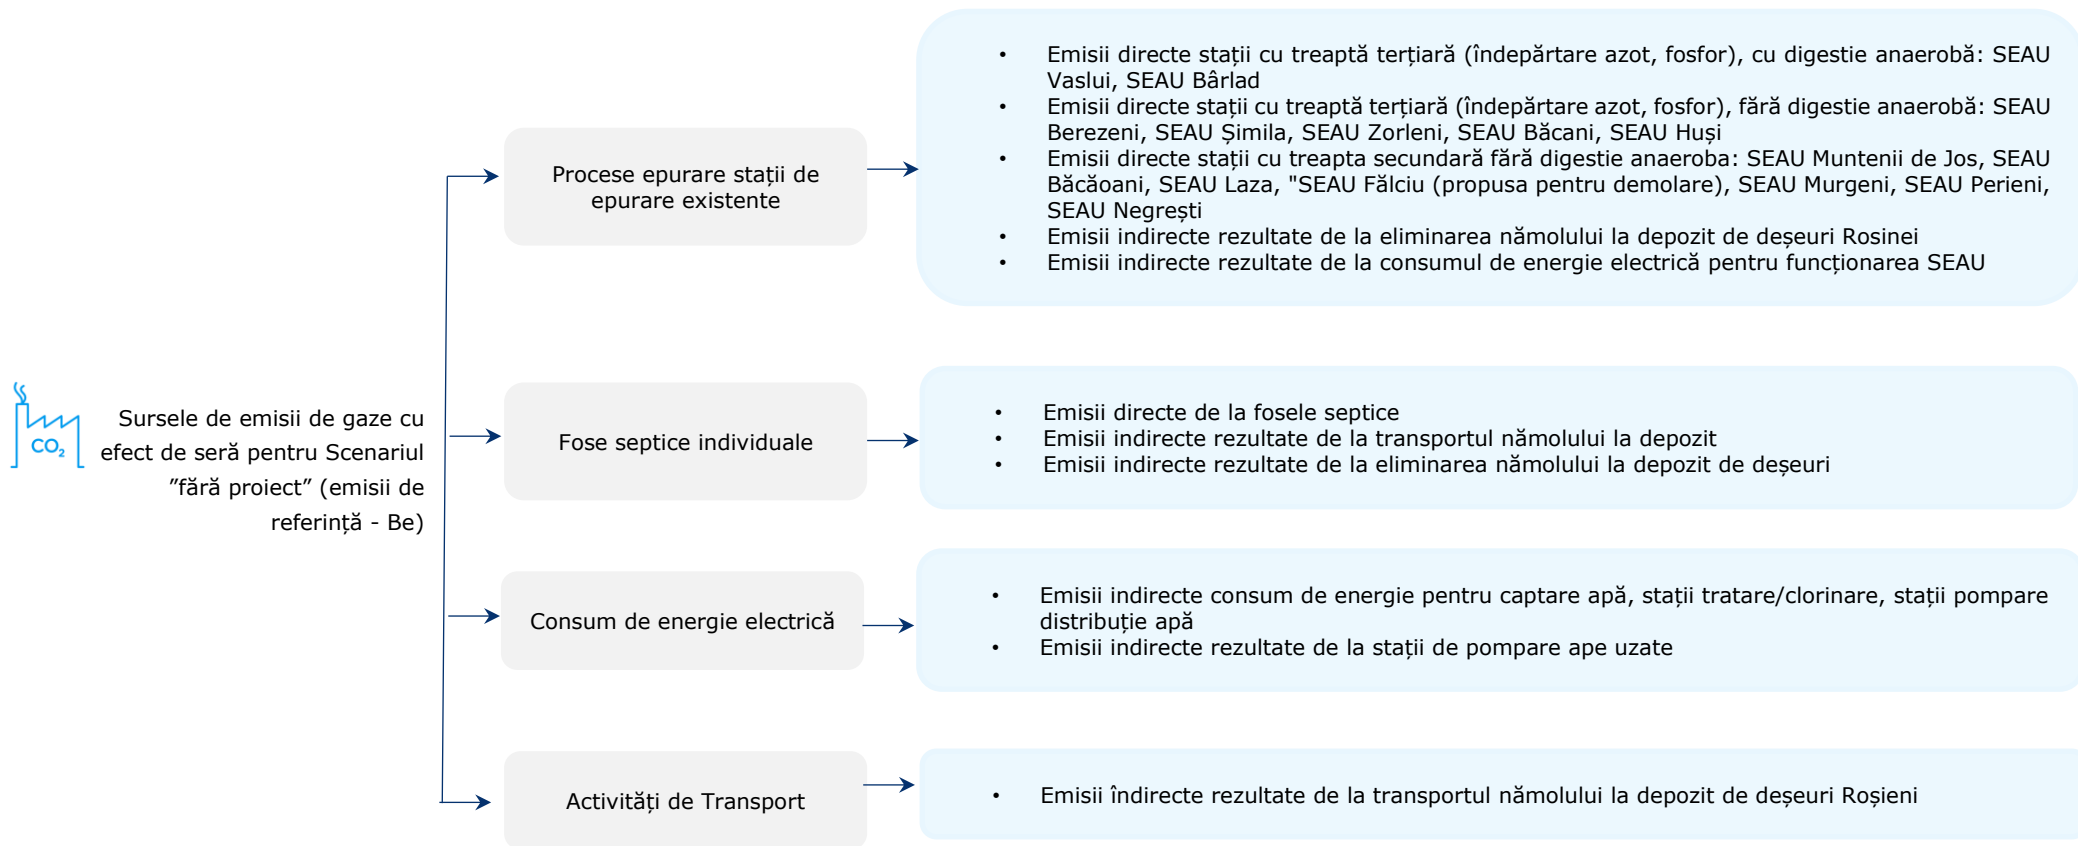 CO₂
Sursele de emisii de gaze cu
efect de seră pentru Scenariul
”fără proiect” (emisii de
referință - Be)
Procese epurare stații de
epurare existente
• Emisii directe stații cu treaptă terțiară (îndepărtare azot, fosfor), cu digestie anaerobă: SEAU
Vaslui, SEAU Bârlad
• Emisii directe stații cu treaptă terțiară (îndepărtare azot, fosfor), fără digestie anaerobă: SEAU
Berezeni, SEAU Șimila, SEAU Zorleni, SEAU Băcani, SEAU Huși
• Emisii directe stații cu treapta secundară fără digestie anaeroba: SEAU Muntenii de Jos, SEAU
Băcăoani, SEAU Laza, "SEAU Fălciu (propusa pentru demolare), SEAU Murgeni, SEAU Perieni,
SEAU Negrești
• Emisii indirecte rezultate de la eliminarea nămolului la depozit de deșeuri Rosinei
• Emisii indirecte rezultate de la consumul de energie electrică pentru funcționarea SEAU
Fose septice individuale
• Emisii directe de la fosele septice
• Emisii indirecte rezultate de la transportul nămolului la depozit
• Emisii indirecte rezultate de la eliminarea nămolului la depozit de deșeuri
Consum de energie electrică
• Emisii indirecte consum de energie pentru captare apă, stații tratare/clorinare, stații pompare
distribuție apă
• Emisii indirecte rezultate de la stații de pompare ape uzate
Activități de Transport
• Emisii îndirecte rezultate de la transportul nămolului la depozit de deșeuri Roșieni